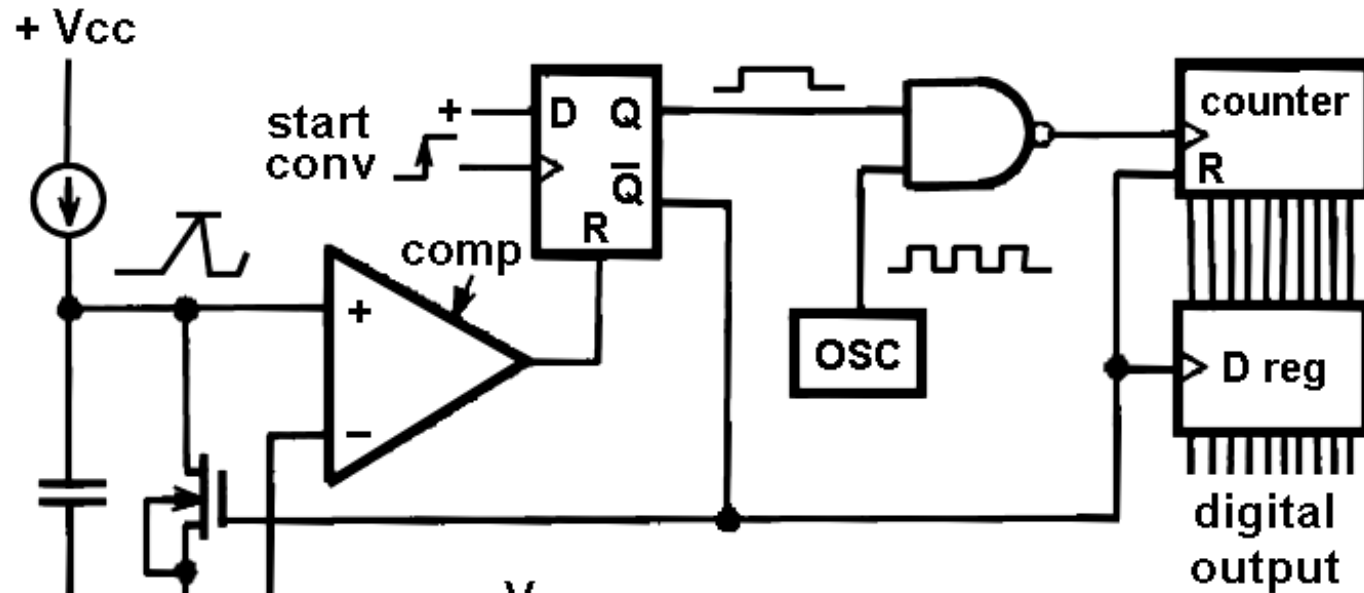 + Vcc
start
conv
+
D Q
Q̅
R
comp
+
−
OSC
counter
R
D reg
digital
output
V